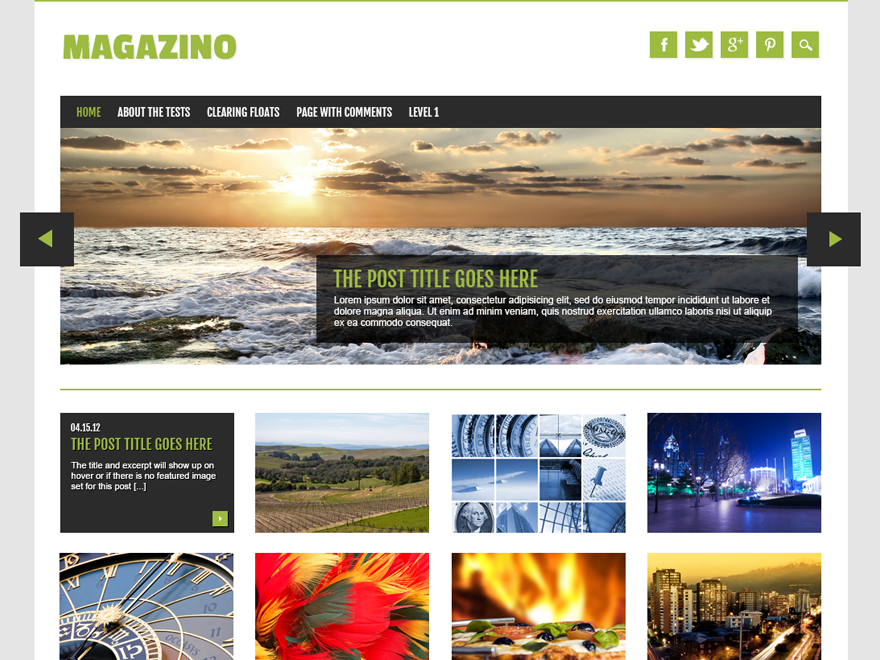 MAGAZINO
HOME ABOUT THE TESTS CLEARING FLOATS PAGE WITH COMMENTS LEVEL 1
THE POST TITLE GOES HERE
Lorem ipsum dolor sit amet, consectetur adipisicing elit, sed do eiusmod tempor incididunt ut labore et
dolore magna aliqua. Ut enim ad minim veniam, quis nostrud exercitation ullamco laboris nisi ut aliquip
ex ea commodo consequat.
04.15.12
THE POST TITLE GOES HERE
The title and excerpt will show up on
hover or if there is no featured image
set for this post [...]